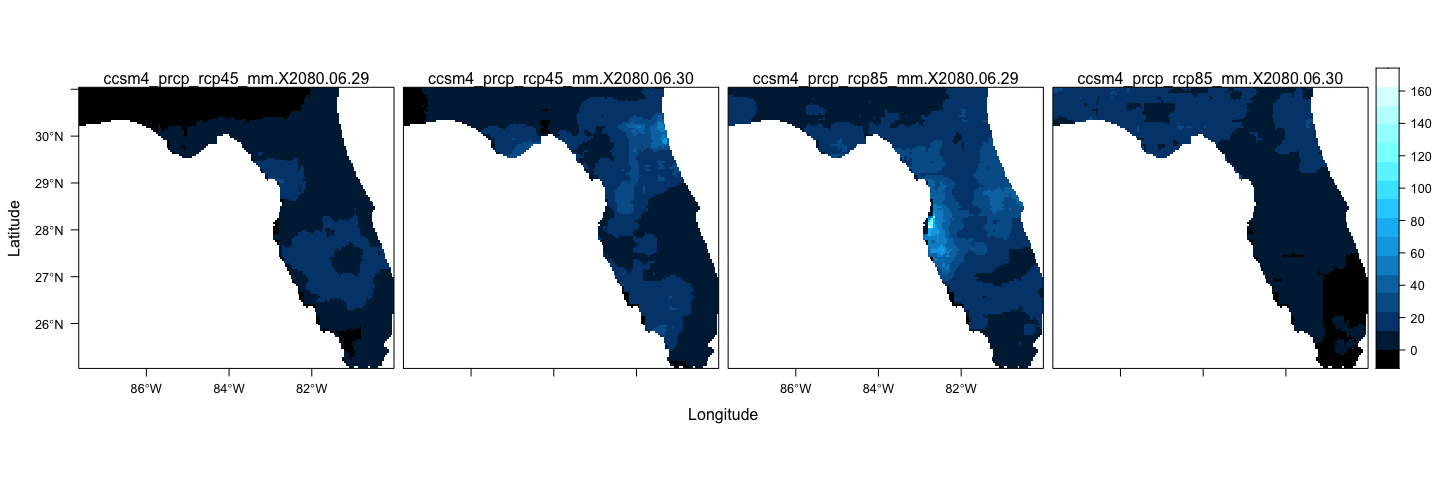 ccsm4_prcp_rcp45_mm.X2080.06.29
ccsm4_prcp_rcp45_mm.X2080.06.30
ccsm4_prcp_rcp85_mm.X2080.06.29
ccsm4_prcp_rcp85_mm.X2080.06.30
Latitude
30°N
29°N
28°N
27°N
26°N
86°W 84°W 82°W
86°W 84°W 82°W
Longitude
160
140
120
100
80
60
40
20
0